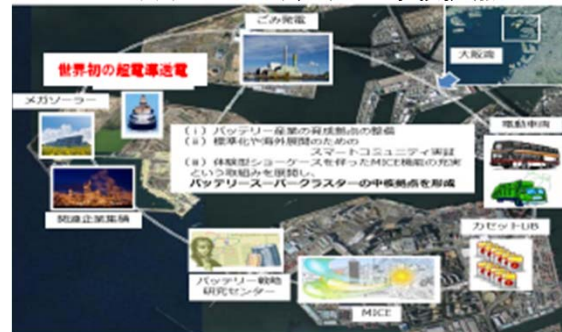 ごみ発電
大阪湾
世界初の超電導送電
メガソーラー
電動車両
(ⅰ) バッテリー産業の育成拠点の整備
(ⅱ) 標準化や海外展開のための
スマートコミュニティ実証
(ⅲ) 体験型ショーケースを伴ったMICE機能の充実
という取組みを展開し、
バッテリースーパークラスターの中核拠点を形成
関連企業集積
カセットLiB
バッテリー戦略
研究センター
MICE